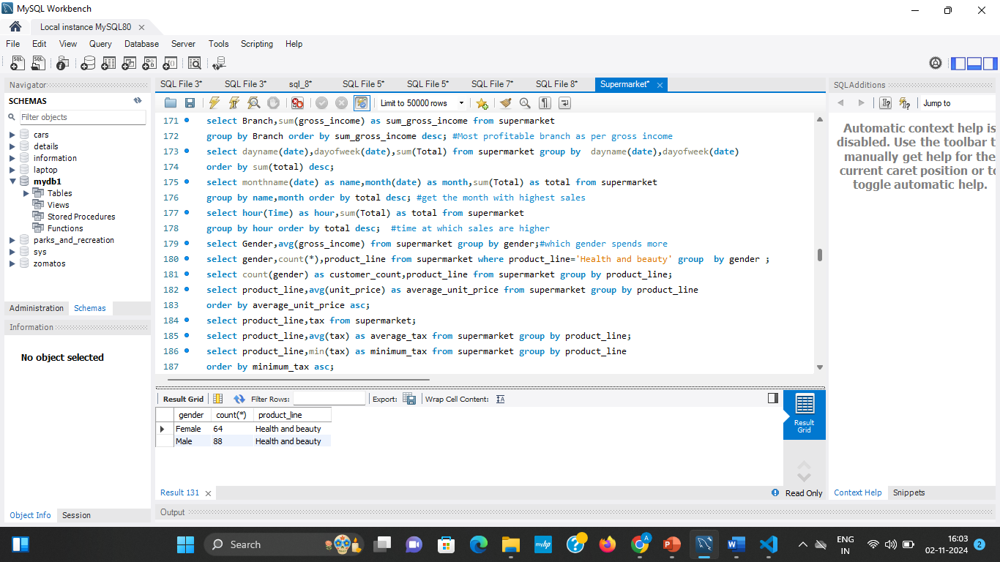 MySQL Workbench
Local instance MySQL80
File Edit View Query Database Server Tools Scripting Help
Navigator
SCHEMAS
Filter objects
cars
details
information
laptop
mydb1
Tables
Views
Stored Procedures
Functions
parks_and_recreation
sys
zomatos
Administration Schemas
Information
No object selected
Object Info Session
SQL File 3* SQL File 3* sql_8* SQL File 5* SQL File 5* SQL File 7* SQL File 8* Supermarket*
Limit to 50000 rows
171 select Branch,sum(gross_income) as sum_gross_income from supermarket
172 group by Branch order by sum_gross_income desc; #Most profitable branch as per gross income
173 select dayname(date),dayofweek(date),sum(Total) from supermarket group by  dayname(date),dayofweek(date)
174 order by sum(total) desc;
175 select monthname(date) as name,month(date) as month,sum(Total) as total from supermarket
176 group by name,month order by total desc; #get the month with highest sales
177 select hour(Time) as hour,sum(Total) as total from supermarket
178 group by hour order by total desc;  #time at which sales are higher
179 select Gender,avg(gross_income) from supermarket group by gender;#which gender spends more
180 select gender,count(*),product_line from supermarket where product_line='Health and beauty' group  by gender ;
181 select count(gender) as customer_count,product_line from supermarket group by product_line;
182 select product_line,avg(unit_price) as average_unit_price from supermarket group by product_line
183 order by average_unit_price asc;
184 select product_line,tax from supermarket;
185 select product_line,avg(tax) as average_tax from supermarket group by product_line;
186 select product_line,min(tax) as minimum_tax from supermarket group by product_line
187 order by minimum_tax asc;
Result Grid Filter Rows: Export: Wrap Cell Content:
gender count(*) product_line
Female 64 Health and beauty
Male 88 Health and beauty
Result Grid
Result 131
Read Only
Output
SQLAdditions
Jump to
Automatic context help is
disabled. Use the toolbar t
manually get help for the
current caret position or to
toggle automatic help.
Context Help Snippets
Search
ENG
IN
16:03
02-11-2024
2